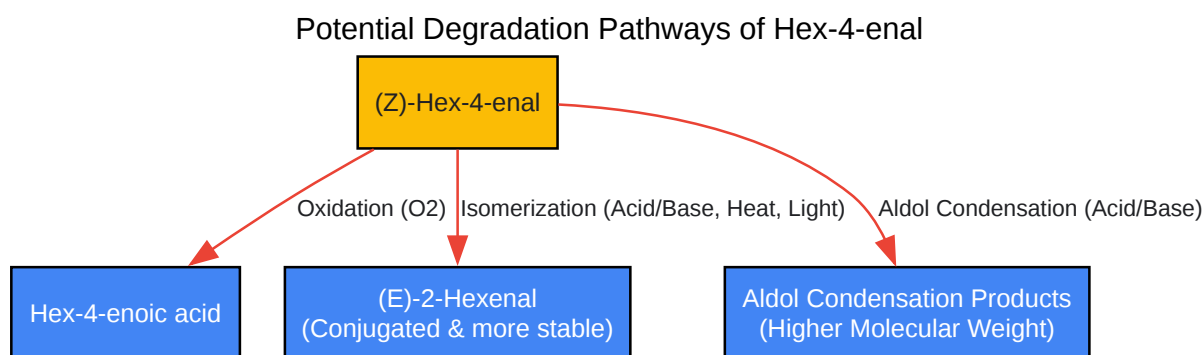 Potential Degradation Pathways of Hex-4-enal
(Z)-Hex-4-enal
Oxidation (O2)
Isomerization (Acid/Base, Heat, Light)
Aldol Condensation (Acid/Base)
Hex-4-enoic acid
(E)-2-Hexenal
(Conjugated & more stable)
Aldol Condensation Products
(Higher Molecular Weight)